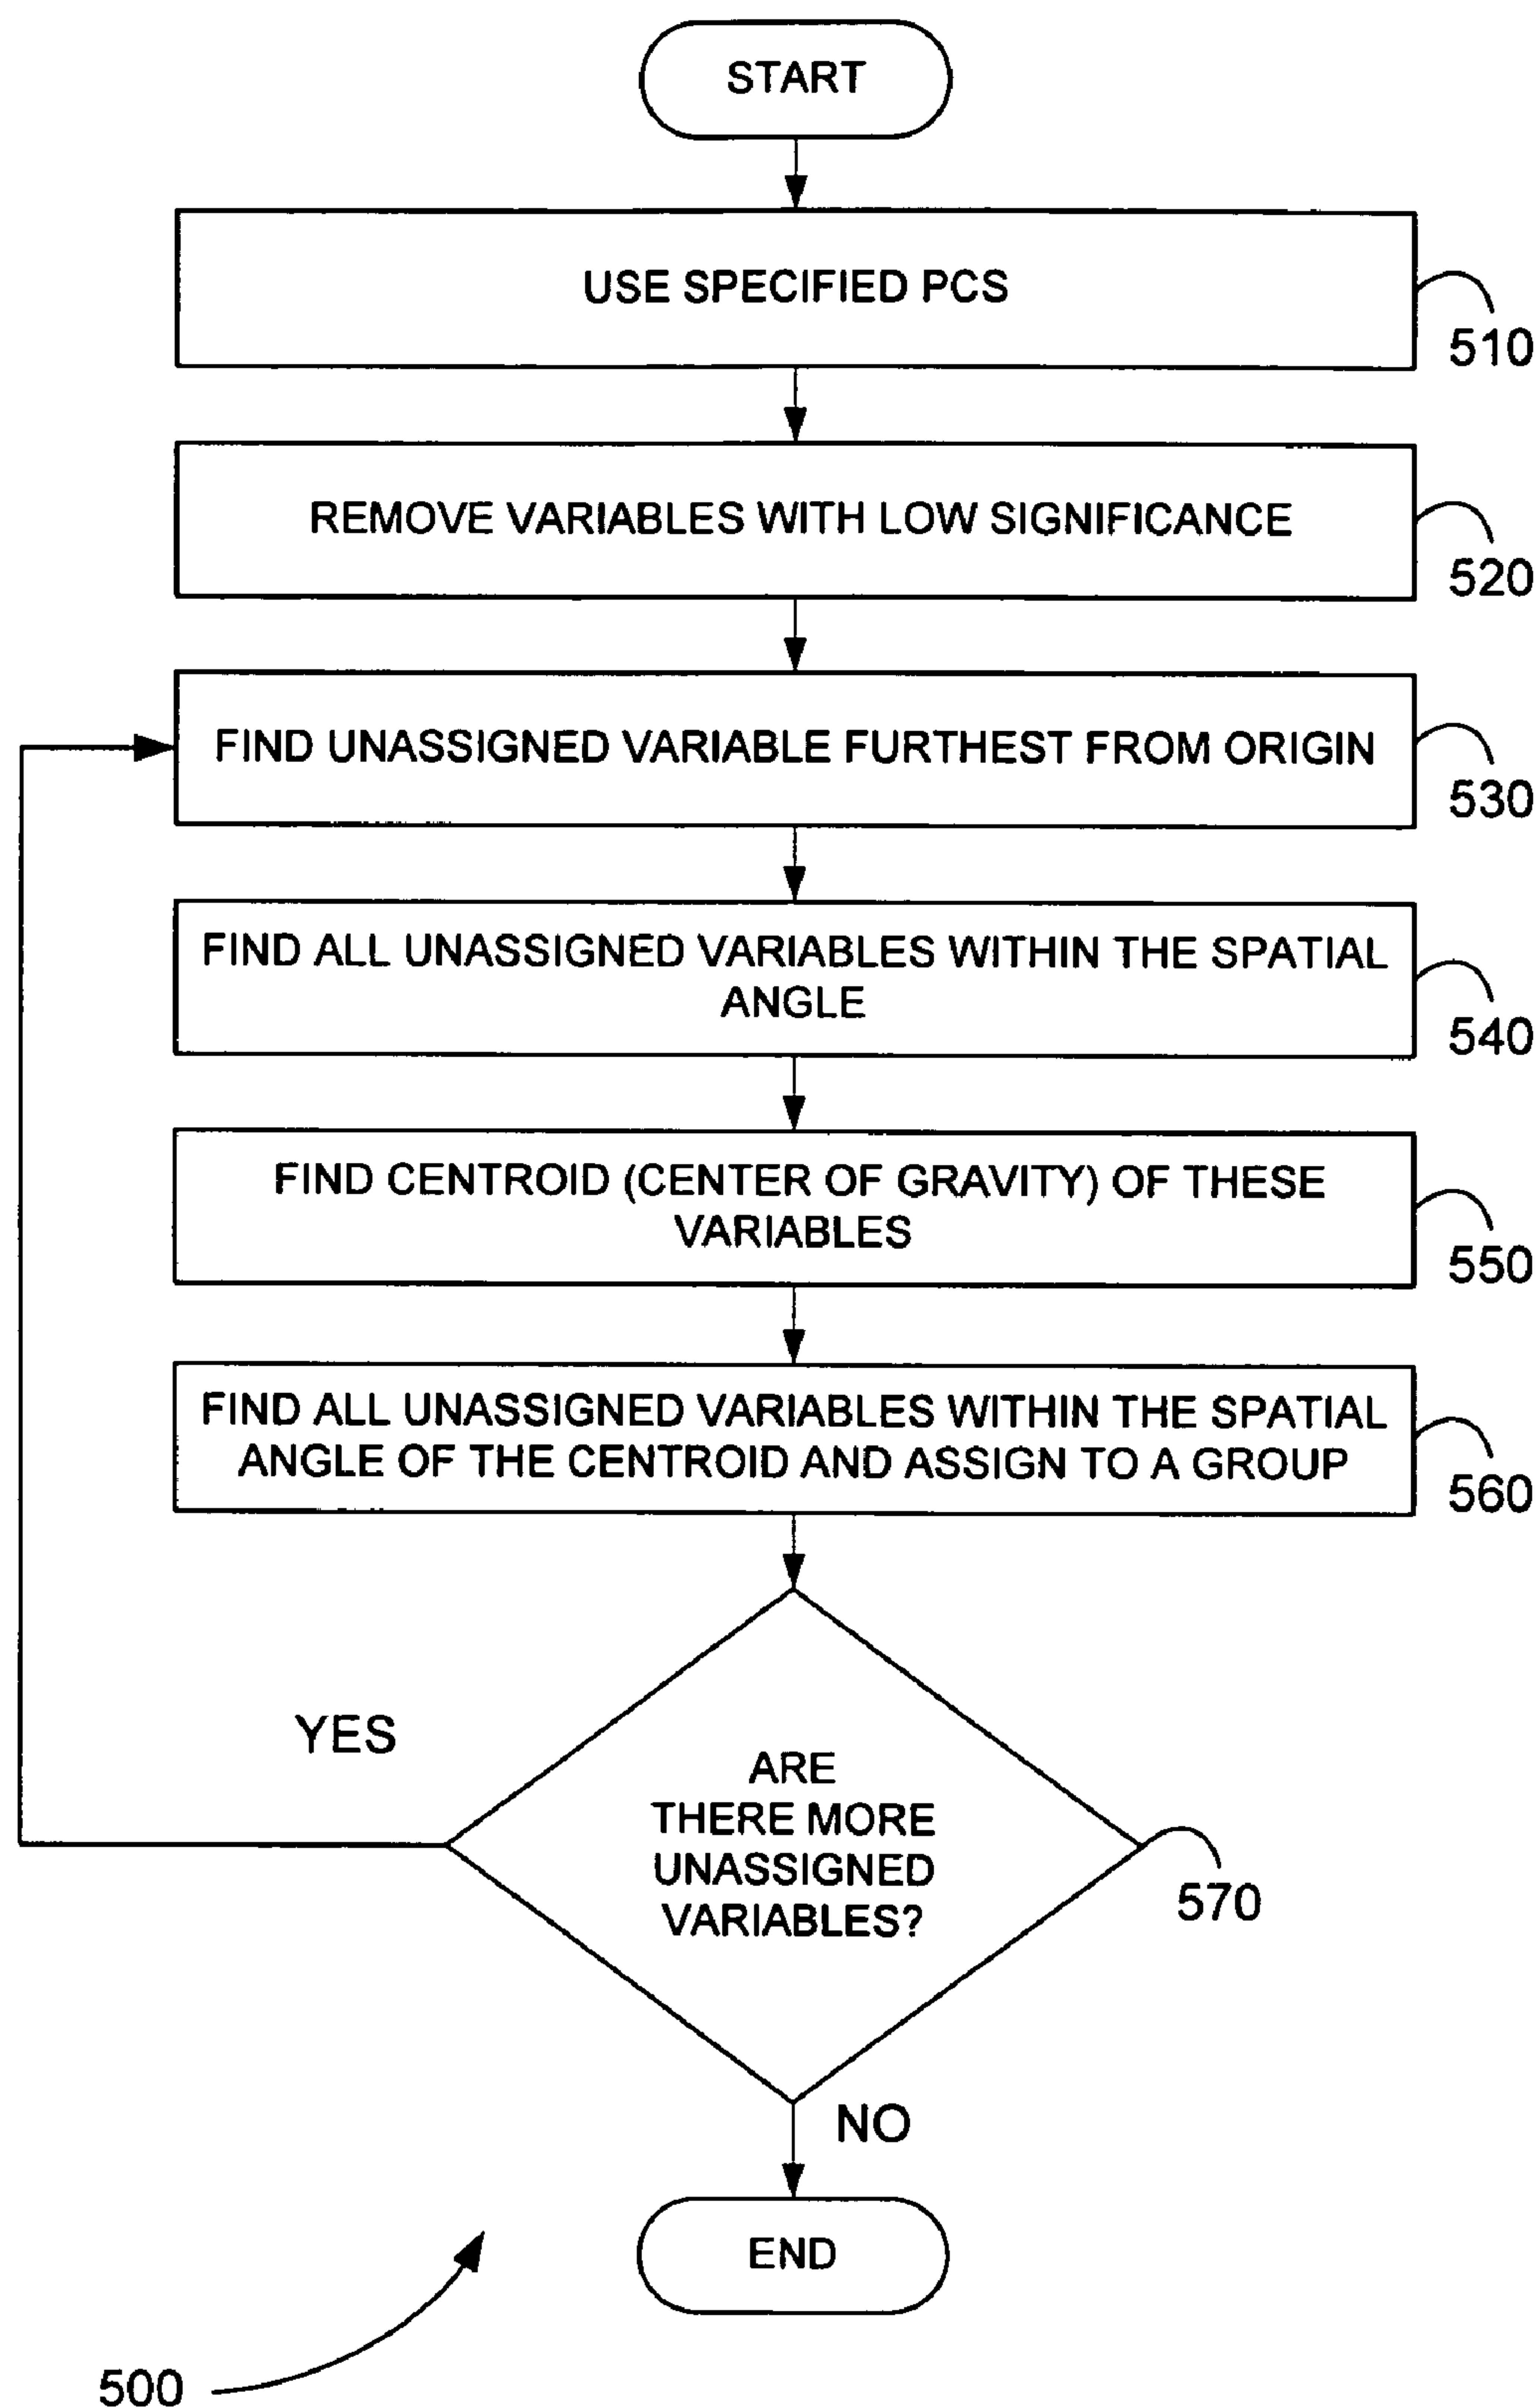 START
USE SPECIFIED PCS
510
REMOVE VARIABLES WITH LOW SIGNIFICANCE
520
FIND UNASSIGNED VARIABLE FURTHEST FROM ORIGIN
530
FIND ALL UNASSIGNED VARIABLES WITHIN THE SPATIAL
ANGLE
540
FIND CENTROID (CENTER OF GRAVITY) OF THESE
VARIABLES
550
FIND ALL UNASSIGNED VARIABLES WITHIN THE SPATIAL
ANGLE OF THE CENTROID AND ASSIGN TO A GROUP
560
YES
ARE
THERE MORE
UNASSIGNED
VARIABLES?
570
NO
END
500